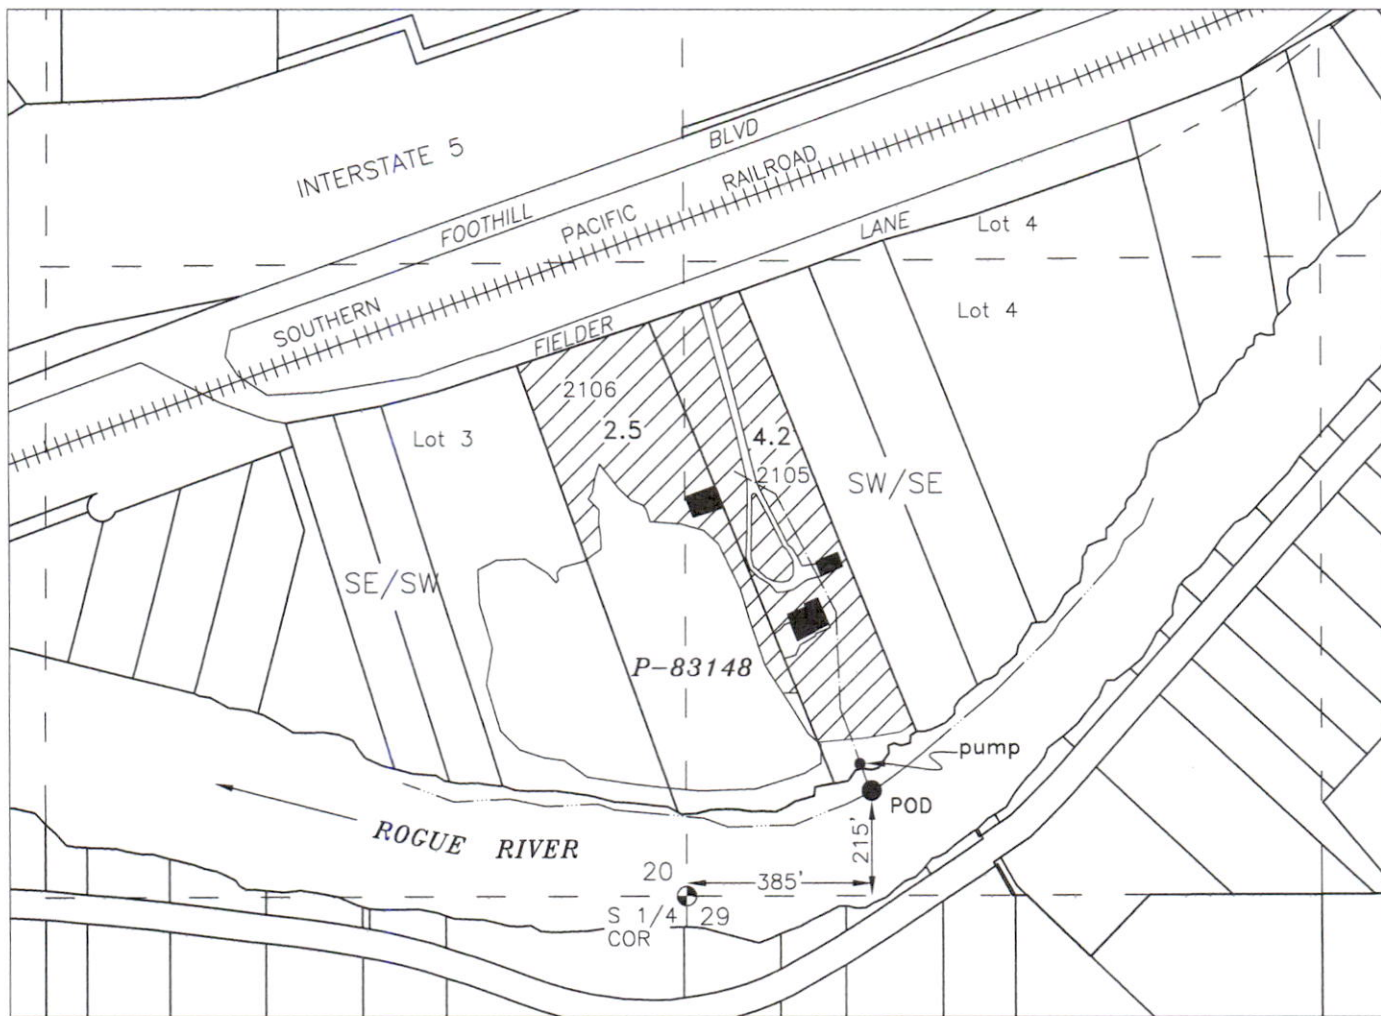 INTERSTATE 5
FOOTHILL BLVD
SOUTHERN PACIFIC RAILROAD
FIELDER LANE
Lot 4
Lot 4
2106
2.5
Lot 3
4.2
2105
SW/SE
SE/SW
P-83148
pump
POD
215'
ROGUE RIVER
20
385'
S 1/4 29
COR